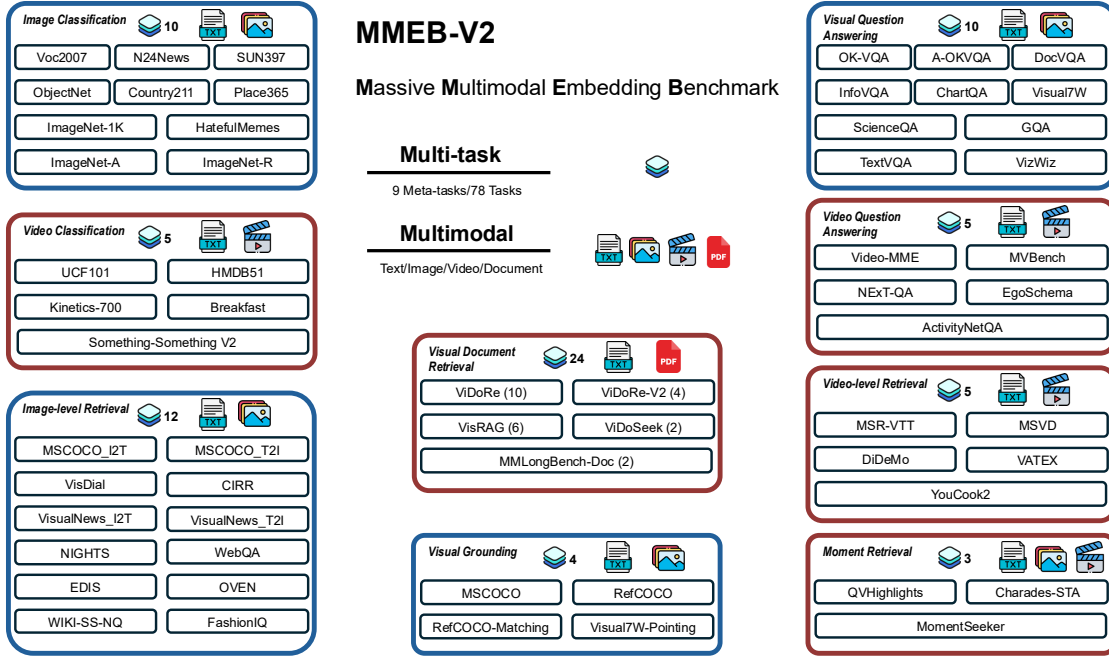 Image Classification
10
TXT
Voc2007
N24News
SUN397
ObjectNet
Country211
Place365
ImageNet-1K
HatefulMemes
ImageNet-A
ImageNet-R
Video Classification
5
TXT
UCF101
HMDB51
Kinetics-700
Breakfast
Something-Something V2
Image-level Retrieval
12
TXT
MSCOCO_I2T
MSCOCO_T2I
VisDial
CIRR
VisualNews_I2T
VisualNews_T2I
NIGHTS
WebQA
EDIS
OVEN
WIKI-SS-NQ
FashionIQ
MMEB-V2
Massive Multimodal Embedding Benchmark
Multi-task
9 Meta-tasks/78 Tasks
Multimodal
Text/Image/Video/Document
TXT
PDF
Visual Document
Retrieval
24
TXT
PDF
ViDoRe (10)
ViDoRe-V2 (4)
VisRAG (6)
ViDoSeek (2)
MMLongBench-Doc (2)
Visual Grounding
4
TXT
MSCOCO
RefCOCO
RefCOCO-Matching
Visual7W-Pointing
Visual Question
Answering
10
TXT
OK-VQA
A-OKVQA
DocVQA
InfoVQA
ChartQA
Visual7W
ScienceQA
GQA
TextVQA
VizWiz
Video Question
Answering
5
TXT
Video-MME
MVBench
NExT-QA
EgoSchema
ActivityNetQA
Video-level Retrieval
5
TXT
MSR-VTT
MSVD
DiDeMo
VATEX
YouCook2
Moment Retrieval
3
TXT
QVHighlights
Charades-STA
MomentSeeker